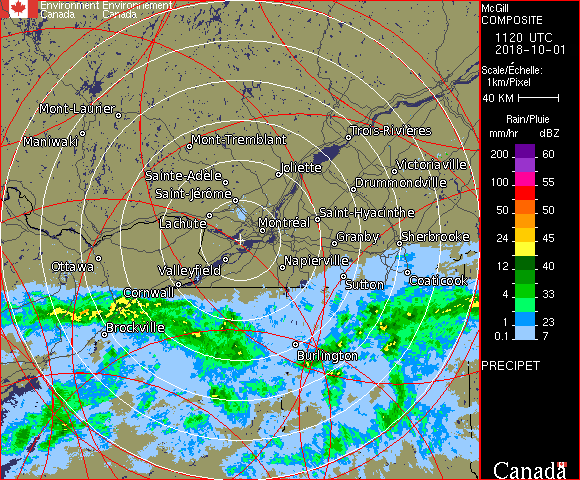 Environment Environnement
Canada Canada
McGill
COMPOSITE
1120 UTC
2018-10-01
Scale/Échelle:
1km/Pixel
40 KM
Rain/Pluie
mm/hr dBZ
200 60
150
100 55
50 50
24 45
12 40
4 33
1 23
0.1 7
PRECIPET
Canada
Mont-Laurier
Maniwaki
Mont-Tremblant
Trois-Rivières
Joliette
Victoriaville
Sainte-Adèle
Drummondville
Saint-Jérôme
Lachute
Saint-Hyacinthe
Montréal
Granby
Sherbrooke
Ottawa
Valleyfield
Napierville
Sutton
Coaticook
Cornwall
Brockville
Burlington